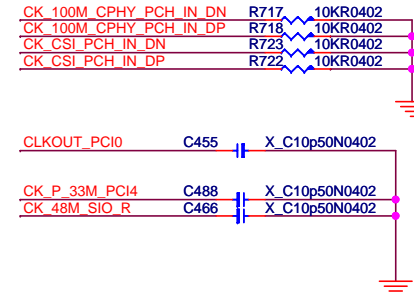 CK_100M_CPHY_PCH_IN_DN R717 10KR0402
CK_100M_CPHY_PCH_IN_DP R718 10KR0402
CK_CSI_PCH_IN_DN R723 10KR0402
CK_CSI_PCH_IN_DP R722 10KR0402
CLKOUT_PCI0 C455 X_C10p50N0402
CK_P_33M_PCI4 C488 X_C10p50N0402
CK_48M_SIO_R C466 X_C10p50N0402